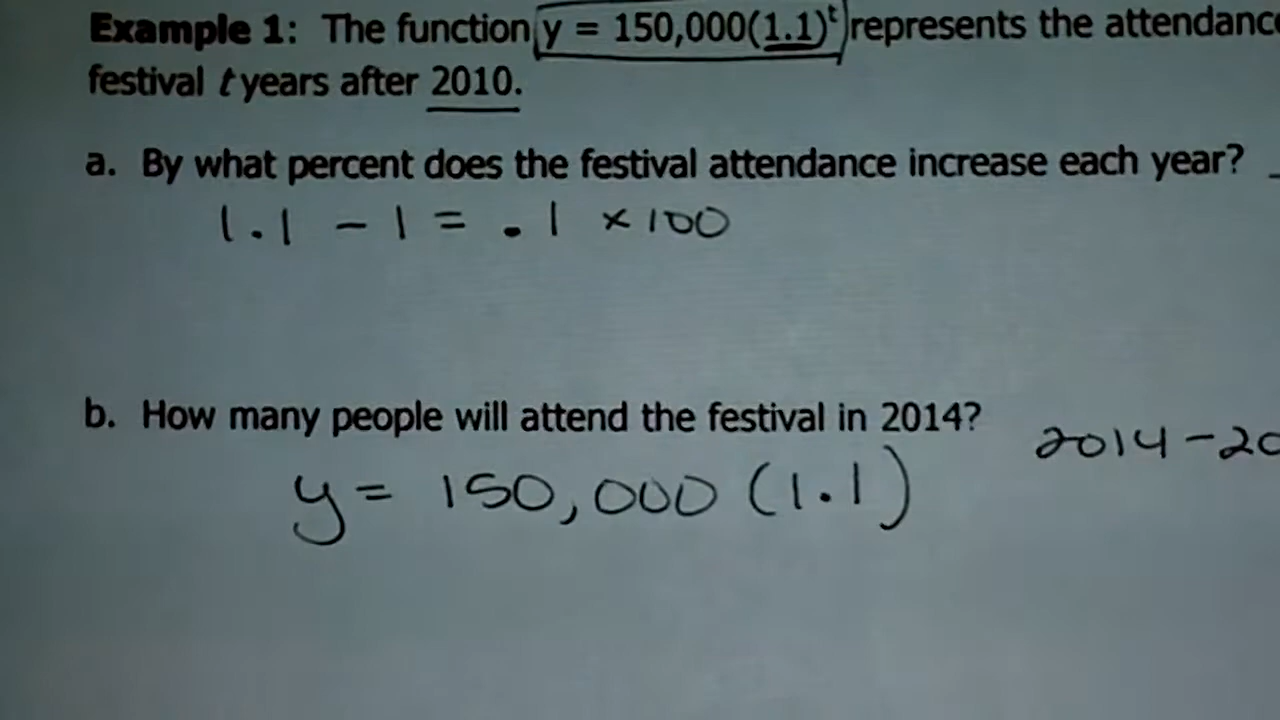 Example 1: The function y = 150,000(1.1)ᵗ represents the attendanc
festival t years after 2010.
a. By what percent does the festival attendance increase each year?
1.1 - 1 = .1 × 100
b. How many people will attend the festival in 2014?
2014 - 20
y = 150,000 (1.1)